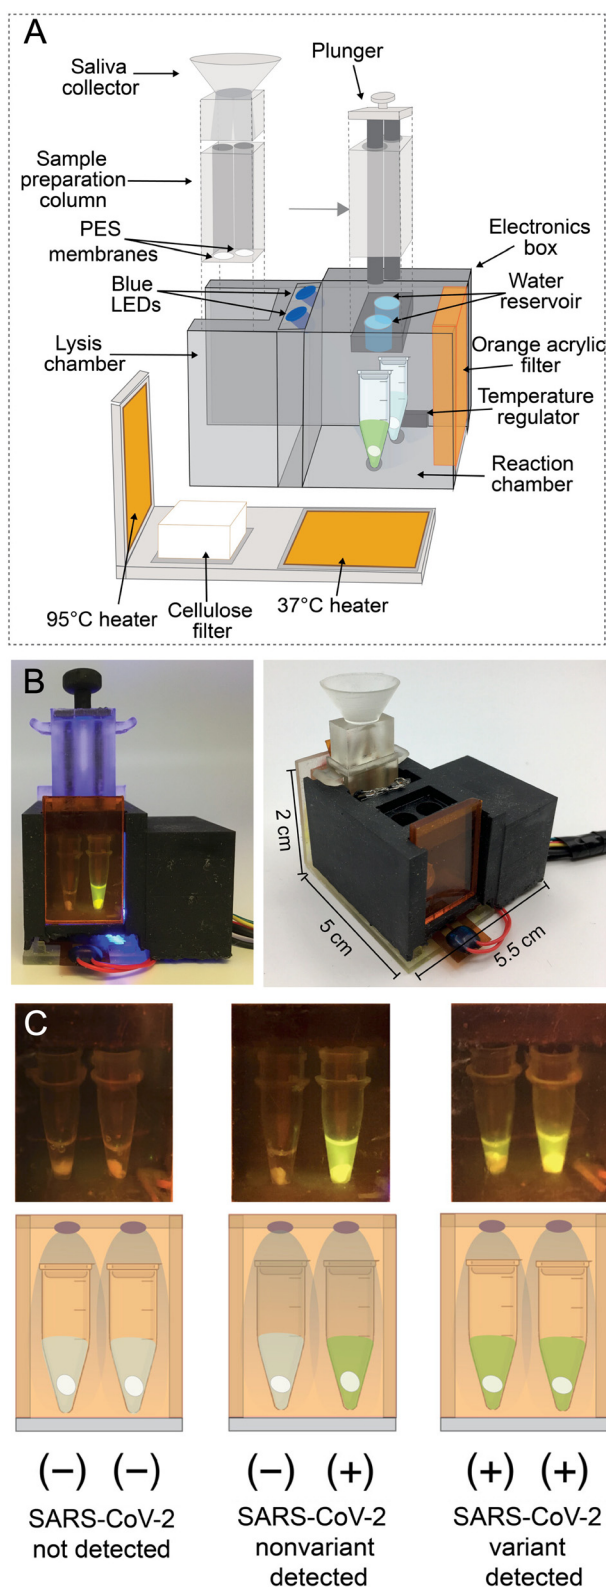 A
Saliva
collector
Plunger
Sample
preparation
column
PES
membranes
Electronics
box
Blue
LEDs
Water
reservoir
Lysis
chamber
Orange acrylic
filter
Temperature
regulator
Reaction
chamber
95°C heater
Cellulose
filter
37°C heater
B
2 cm
5 cm
5.5 cm
C
(−) (−)
SARS-CoV-2
not detected
(−) (+)
SARS-CoV-2
nonvariant
detected
(+) (+)
SARS-CoV-2
variant
detected